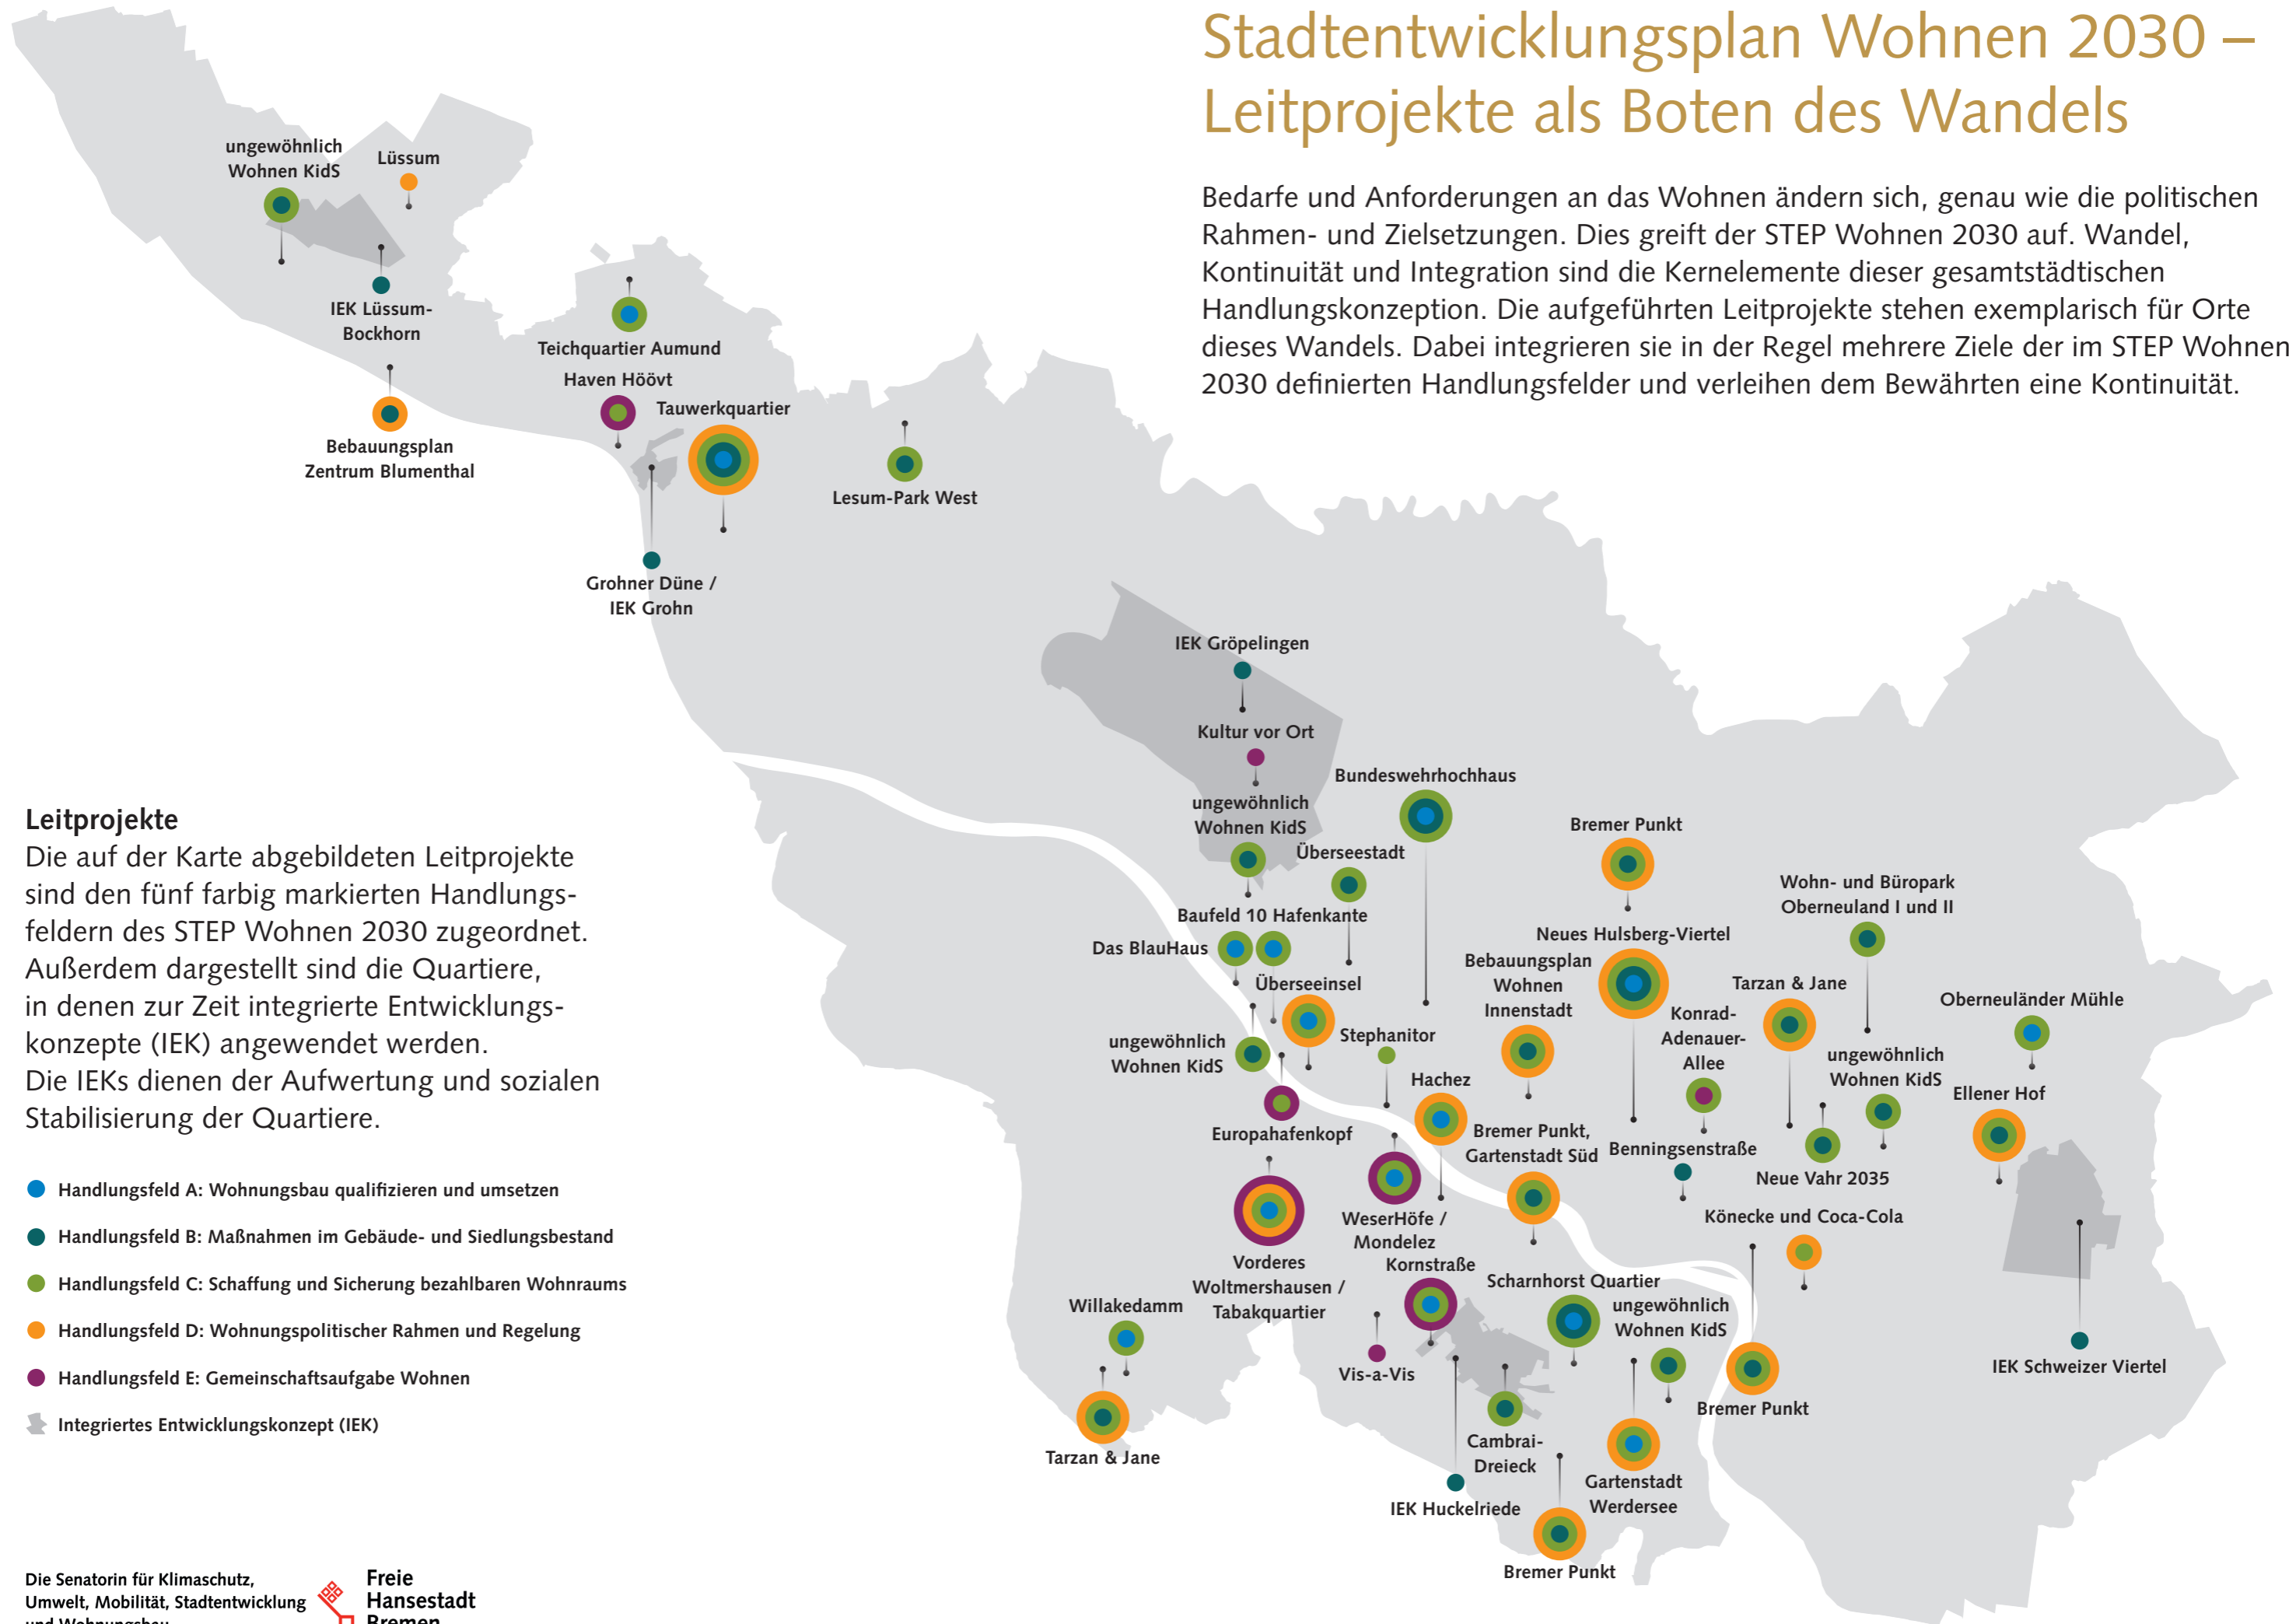 Stadtentwicklungsplan Wohnen 2030 –
Leitprojekte als Boten des Wandels
Bedarfe und Anforderungen an das Wohnen ändern sich, genau wie die politischen
Rahmen- und Zielsetzungen. Dies greift der STEP Wohnen 2030 auf. Wandel,
Kontinuität und Integration sind die Kernelemente dieser gesamtstädtischen
Handlungskonzeption. Die aufgeführten Leitprojekte stehen exemplarisch für Orte
dieses Wandels. Dabei integrieren sie in der Regel mehrere Ziele der im STEP Wohnen
2030 definierten Handlungsfelder und verleihen dem Bewährten eine Kontinuität.
ungewöhnlich
Wohnen KidS
Lüssum
IEK Lüssum-
Bockhorn
Bebauungsplan
Zentrum Blumenthal
Teichquartier Aumund
Haven Höövt
Tauwerkquartier
Lesum-Park West
Grohner Düne /
IEK Grohn
IEK Gröpelingen
Kultur vor Ort
ungewöhnlich
Wohnen KidS
Bundeswehrhochhaus
Überseestadt
Baufeld 10 Hafenkante
Das BlauHaus
Überseeinsel
ungewöhnlich
Wohnen KidS
Stephanitor
Europahafenkopf
Hachez
Bremer Punkt
Neues Hulsberg-Viertel
Bebauungsplan
Wohnen
Innenstadt
Wohn- und Büropark
Oberneuland I und II
Tarzan & Jane
Konrad-
Adenauer-
Allee
Oberneuländer Mühle
ungewöhnlich
Wohnen KidS
Ellener Hof
Bremer Punkt,
Gartenstadt Süd
Benningsenstraße
Neue Vahr 2035
Könecke und Coca-Cola
WeserHöfe /
Mondelez
Kornstraße
Vorderes
Woltmershausen /
Tabakquartier
Scharnhorst Quartier
ungewöhnlich
Wohnen KidS
Willakedamm
Vis-a-Vis
Tarzan & Jane
Cambrai-
Dreieck
IEK Huckelriede
Gartenstadt
Werdersee
Bremer Punkt
Bremer Punkt
IEK Schweizer Viertel
Leitprojekte
Die auf der Karte abgebildeten Leitprojekte
sind den fünf farbig markierten Handlungs-
feldern des STEP Wohnen 2030 zugeordnet.
Außerdem dargestellt sind die Quartiere,
in denen zur Zeit integrierte Entwicklungs-
konzepte (IEK) angewendet werden.
Die IEKs dienen der Aufwertung und sozialen
Stabilisierung der Quartiere.
Handlungsfeld A: Wohnungsbau qualifizieren und umsetzen
Handlungsfeld B: Maßnahmen im Gebäude- und Siedlungsbestand
Handlungsfeld C: Schaffung und Sicherung bezahlbaren Wohnraums
Handlungsfeld D: Wohnungspolitischer Rahmen und Regelung
Handlungsfeld E: Gemeinschaftsaufgabe Wohnen
Integriertes Entwicklungskonzept (IEK)
Die Senatorin für Klimaschutz,
Umwelt, Mobilität, Stadtentwicklung
und Wohnungsbau
Freie
Hansestadt
Bremen